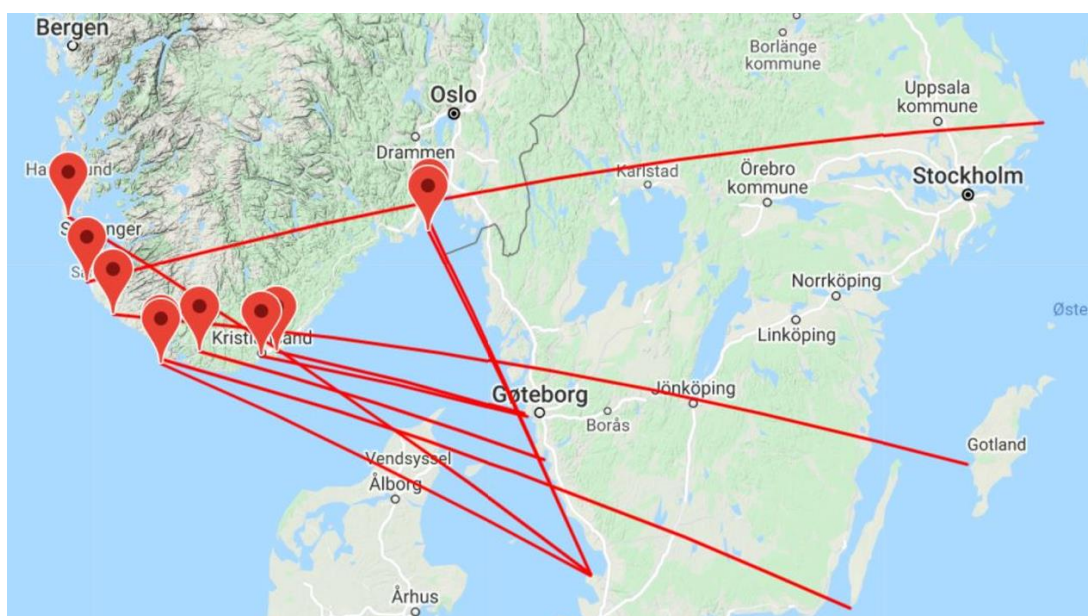 Bergen
Borlänge
kommune
Oslo
Uppsala
kommune
Drammen
Karlstad
Örebro
kommune
Stockholm
Norrköping
Linköping
Gøteborg
Borås
Jönköping
Gotland
Vendsyssel
Ålborg
Århus